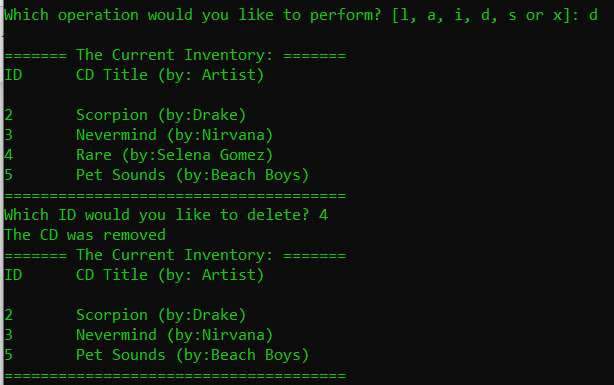 Which operation would you like to perform? [l, a, i, d, s or x]: d
======= The Current Inventory: =======
ID CD Title (by: Artist)
2 Scorpion (by:Drake)
3 Nevermind (by:Nirvana)
4 Rare (by:Selena Gomez)
5 Pet Sounds (by:Beach Boys)
======================================
Which ID would you like to delete? 4
The CD was removed
======= The Current Inventory: =======
ID CD Title (by: Artist)
2 Scorpion (by:Drake)
3 Nevermind (by:Nirvana)
5 Pet Sounds (by:Beach Boys)
======================================